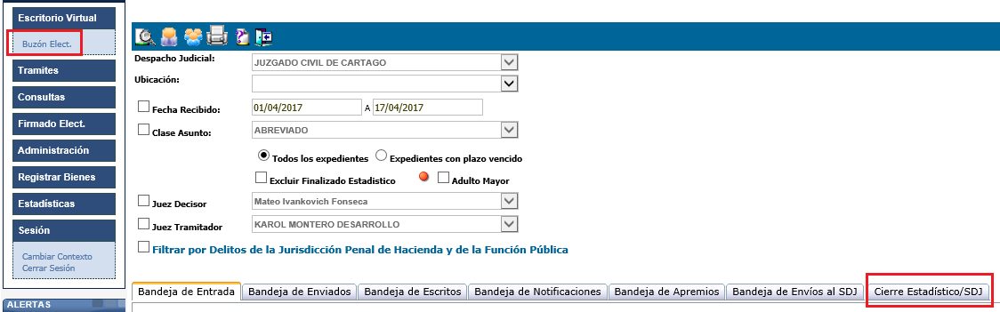 Escritorio Virtual
Buzón Elect.
Tramites
Consultas
Firmado Elect.
Administración
Registrar Bienes
Estadísticas
Sesión
Cambiar Contexto
Cerrar Sesión
ALERTAS
Despacho Judicial: JUZGADO CIVIL DE CARTAGO
Ubicación:
Fecha Recibido: 01/04/2017 A 17/04/2017
Clase Asunto: ABREVIADO
Todos los expedientes Expedientes con plazo vencido
Excluir Finalizado Estadistico Adulto Mayor
Juez Decisor Mateo Ivankovich Fonseca
Juez Tramitador KAROL MONTERO DESARROLLO
Filtrar por Delitos de la Jurisdicción Penal de Hacienda y de la Función Pública
Bandeja de Entrada Bandeja de Enviados Bandeja de Escritos Bandeja de Notificaciones Bandeja de Apremios Bandeja de Envíos al SDJ Cierre Estadístico/SDJ